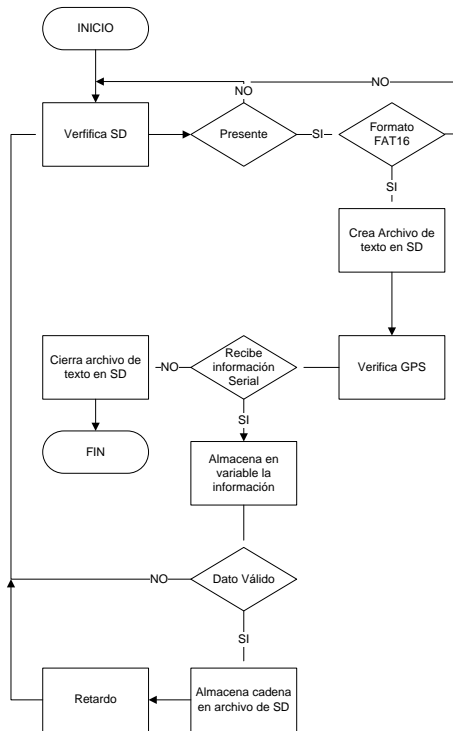 INICIO
NO
NO
Verfifica SD
Presente
SI
Formato
FAT16
SI
Crea Archivo de
texto en SD
Cierra archivo de
texto en SD
NO
Recibe
información
Serial
Verifica GPS
SI
FIN
Almacena en
variable la
información
NO
Dato Válido
SI
Retardo
Almacena cadena
en archivo de SD